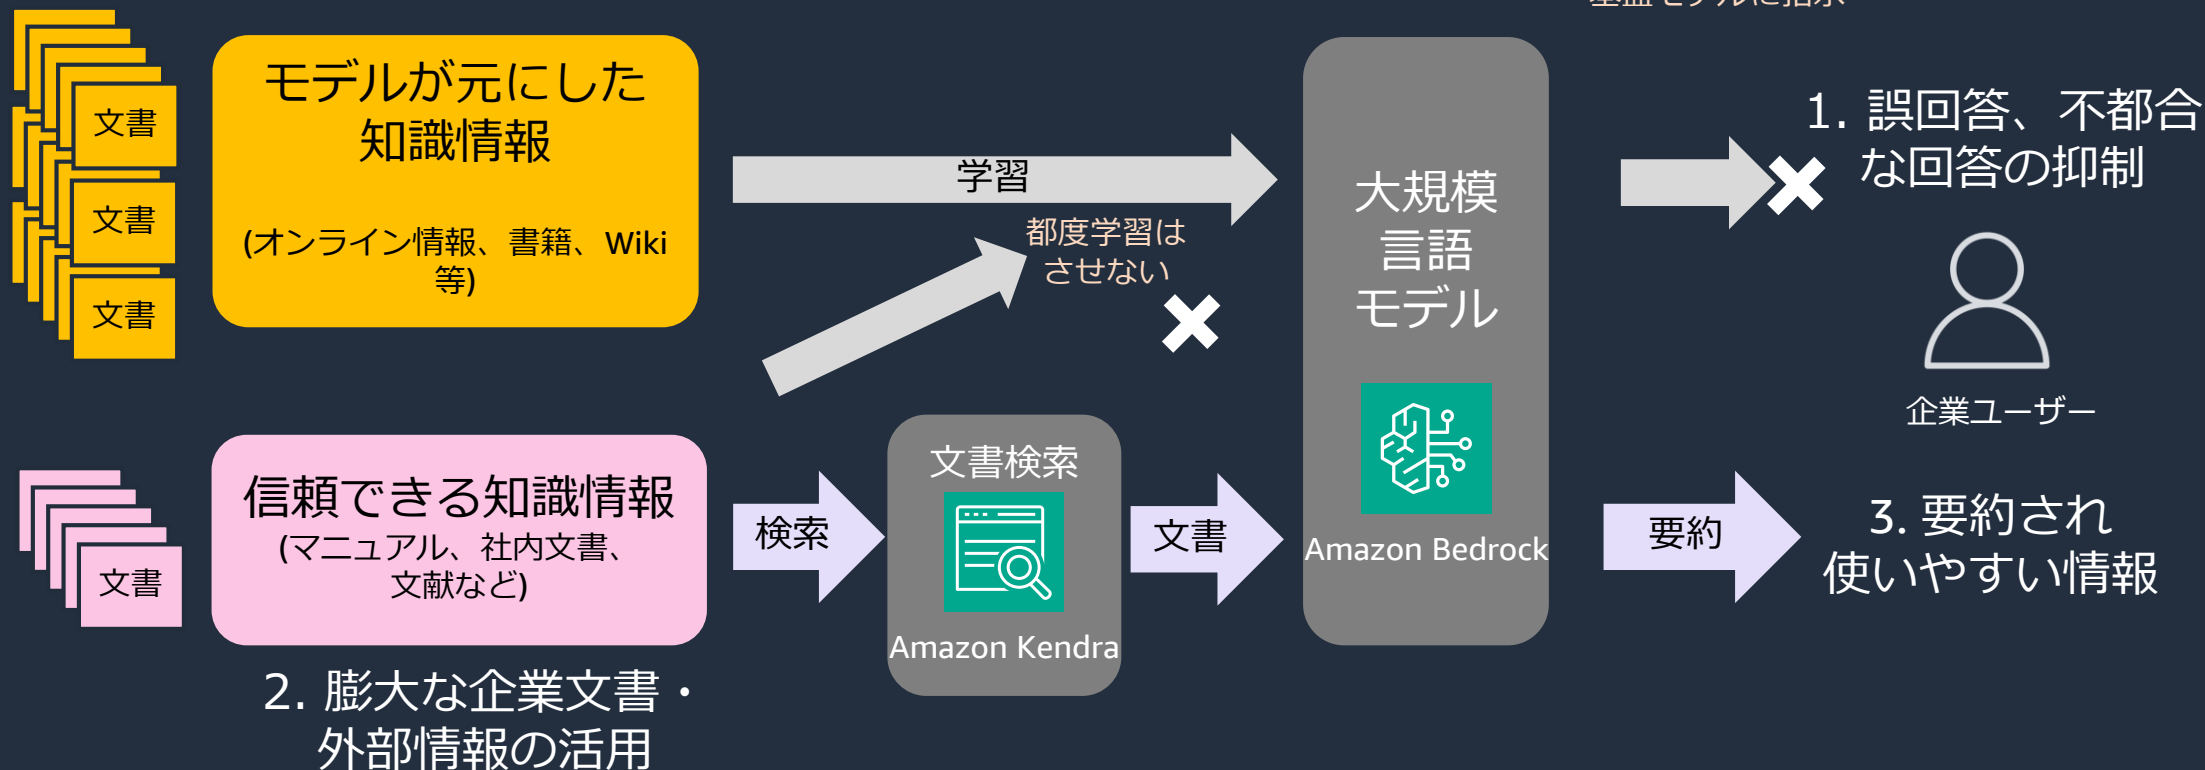 モデルが元にした
知識情報
(オンライン情報、書籍、Wiki
等)
文書
文書
文書
学習
都度学習は
させない
大規模
言語
モデル
Amazon Bedrock
1. 誤回答、不都合
な回答の抑制
企業ユーザー
信頼できる知識情報
(マニュアル、社内文書、
文献など)
文書
検索
文書検索
Amazon Kendra
文書
要約
3. 要約され
使いやすい情報
2. 膨大な企業文書・
外部情報の活用